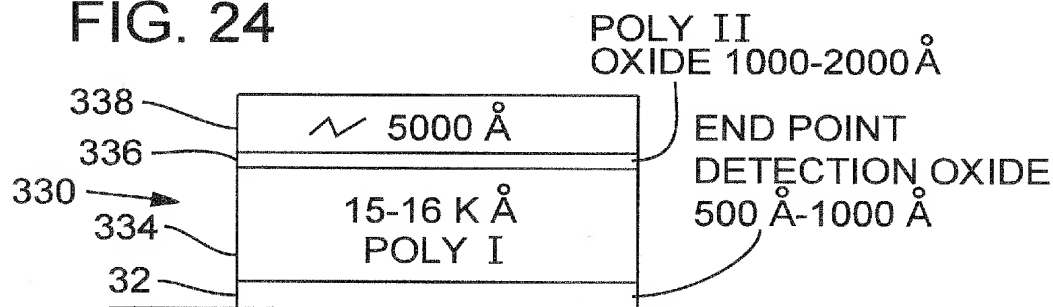 FIG. 24
POLY II
OXIDE 1000-2000 Å
338
5000 Å
336
END POINT
DETECTION OXIDE
500 Å-1000 Å
330
15-16 K Å
334
POLY I
32